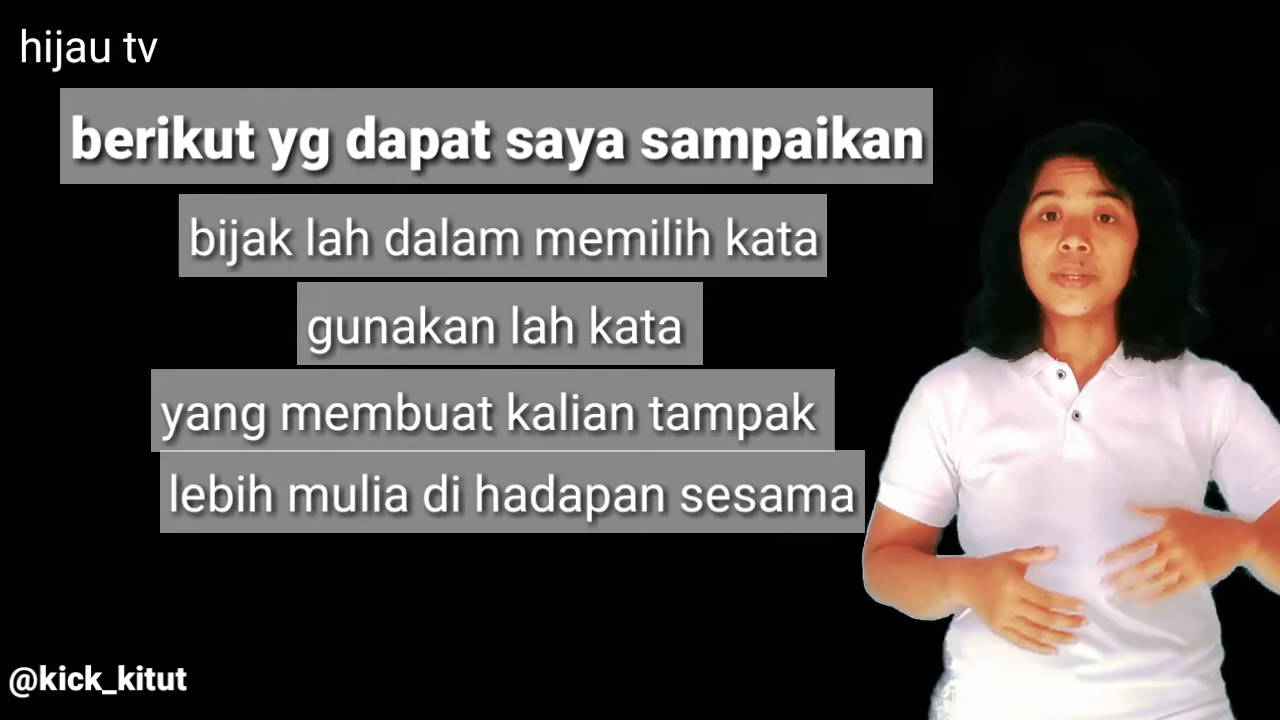 hijau tv
berikut yg dapat saya sampaikan
bijak lah dalam memilih kata
gunakan lah kata
yang membuat kalian tampak
lebih mulia di hadapan sesama
@kick_kitut